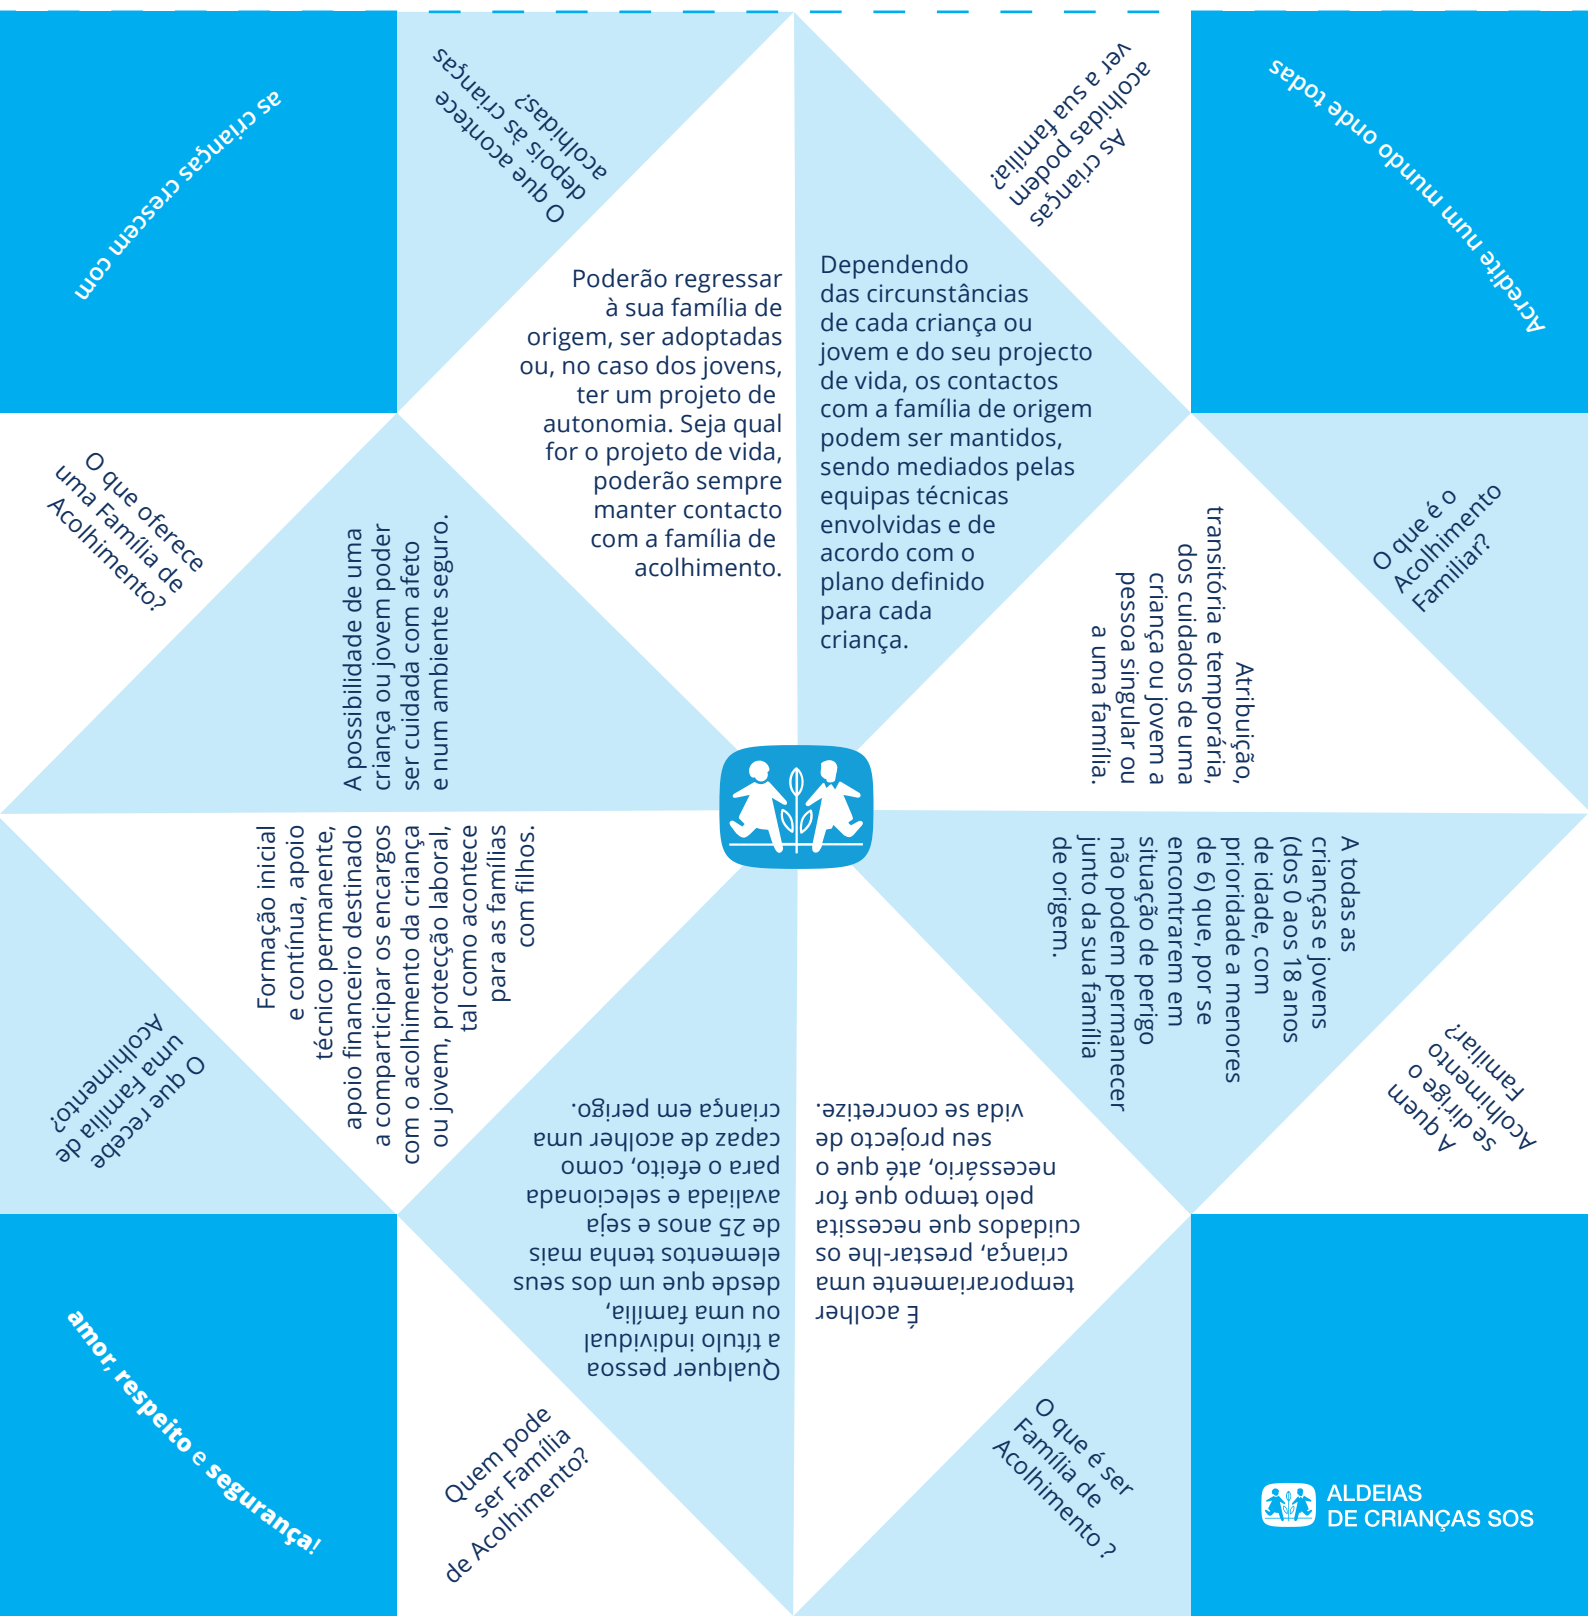 Acredite num mundo onde todas
as crianças crescem com
amor, respeito e segurança!
O que acontece
depois às crianças
acolhidas?
Poderão regressar
à sua família de
origem, ser adoptadas
ou, no caso dos jovens,
ter um projeto de
autonomia. Seja qual
for o projeto de vida,
poderão sempre
manter contacto
com a família de
acolhimento.
As crianças
acolhidas podem
ver a sua família?
Dependendo
das circunstâncias
de cada criança ou
jovem e do seu projecto
de vida, os contactos
com a família de origem
podem ser mantidos,
sendo mediados pelas
equipas técnicas
envolvidas e de
acordo com o
plano definido
para cada
criança.
O que é o
Acolhimento
Familiar?
Atribuição,
transitória e temporária,
dos cuidados de uma
criança ou jovem a
pessoa singular ou
a uma família.
A quem
se dirige o
Acolhimento
Familiar?
A todas as
crianças e jovens
(dos 0 aos 18 anos
de idade, com
prioridade a menores
de 6) que, por se
encontrarem em
situação de perigo
não podem permanecer
junto da sua família
de origem.
O que é ser
Família de
Acolhimento ?
É acolher
temporariamente uma
criança, prestar-lhe os
cuidados que necessita
pelo tempo que for
necessário, até que o
seu projecto de
vida se concretize.
Quem pode
ser Família
de Acolhimento?
Qualquer pessoa
a título individual
ou uma família,
desde que um dos seus
elementos tenha mais
de 25 anos e seja
avaliada e selecionada
para o efeito, como
capaz de acolher uma
criança em perigo.
O que recebe
uma Família de
Acolhimento?
Formação inicial
e contínua, apoio
técnico permanente,
apoio financeiro destinado
a comparticipar os encargos
com o acolhimento da criança
ou jovem, protecção laboral,
tal como acontece
para as famílias
com filhos.
O que oferece
uma Família de
Acolhimento?
A possibilidade de uma
criança ou jovem poder
ser cuidada com afeto
e num ambiente seguro.
ALDEIAS
DE CRIANÇAS SOS